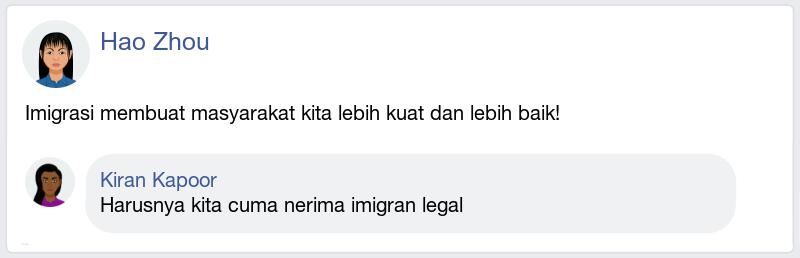 Hao Zhou
Imigrasi membuat masyarakat kita lebih kuat dan lebih baik!
Kiran Kapoor
Harusnya kita cuma nerima imigran legal